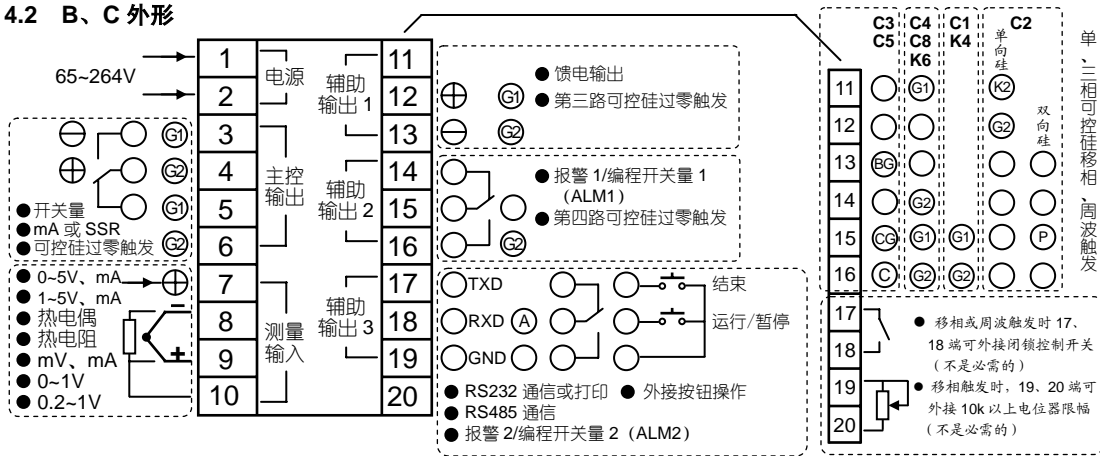 4.2 B、C 外形
65~264V
1
2
3
4
5
6
7
8
9
10
电源
主控
输出
测量
输入
辅助
输出 1
辅助
输出 2
辅助
输出 3
11
12
13
14
15
16
17
18
19
20
G1
G2
G1
G2
● 开关量
● mA 或 SSR
● 可控硅过零触发
● 0~5V、mA
● 1~5V、mA
● 热电偶
● 热电阻
● mV、mA
● 0~1V
● 0.2~1V
G1
G2
● 馈电输出
● 第三路可控硅过零触发
G2
● 报警 1/编程开关量 1
(ALM1)
● 第四路可控硅过零触发
TXD
RXD A
GND B
结束
运行/暂停
● RS232 通信或打印 ● 外接按钮操作
● RS485 通信
● 报警 2/编程开关量 2(ALM2)
C3
C5
C4
C8
K6
C1
K4
C2
单向硅
双向硅
单、三相可控硅移相、周波触发
11 G1 K2
12 G2
13 BG
14 G2
15 CG G1 G1 P
16 C G2 G2
17
18
19
20
● 移相或周波触发时 17、
18 端可外接闭锁控制开关
(不是必需的)
● 移相触发时,19、20 端可
外接 10k 以上电位器限幅
(不是必需的)